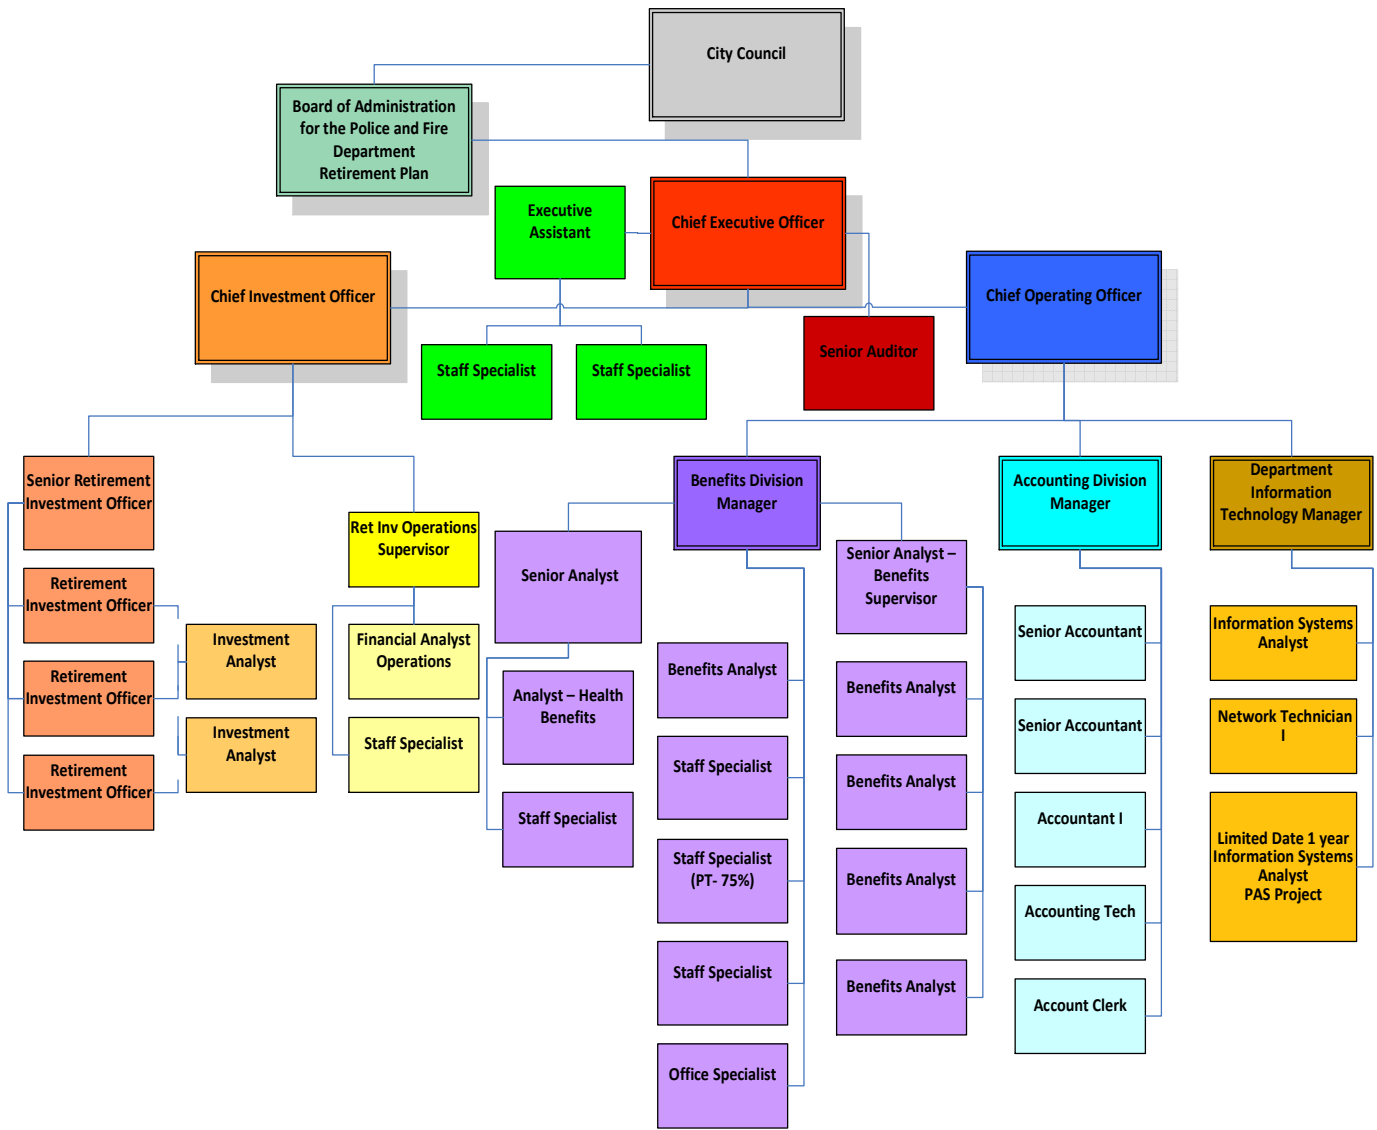 City Council
Board of Administration
for the Police and Fire
Department
Retirement Plan
Executive
Assistant
Chief Executive Officer
Chief Investment Officer
Chief Operating Officer
Staff Specialist
Staff Specialist
Senior Auditor
Senior Retirement
Investment Officer
Retirement
Investment Officer
Retirement
Investment Officer
Retirement
Investment Officer
Investment
Analyst
Investment
Analyst
Ret Inv Operations
Supervisor
Financial Analyst
Operations
Staff Specialist
Benefits Division
Manager
Senior Analyst
Analyst – Health
Benefits
Staff Specialist
Benefits Analyst
Staff Specialist
Staff Specialist
(PT- 75%)
Staff Specialist
Office Specialist
Senior Analyst –
Benefits
Supervisor
Benefits Analyst
Benefits Analyst
Benefits Analyst
Benefits Analyst
Accounting Division
Manager
Senior Accountant
Senior Accountant
Accountant I
Accounting Tech
Account Clerk
Department
Information
Technology Manager
Information Systems
Analyst
Network Technician
I
Limited Date 1 year
Information Systems
Analyst
PAS Project